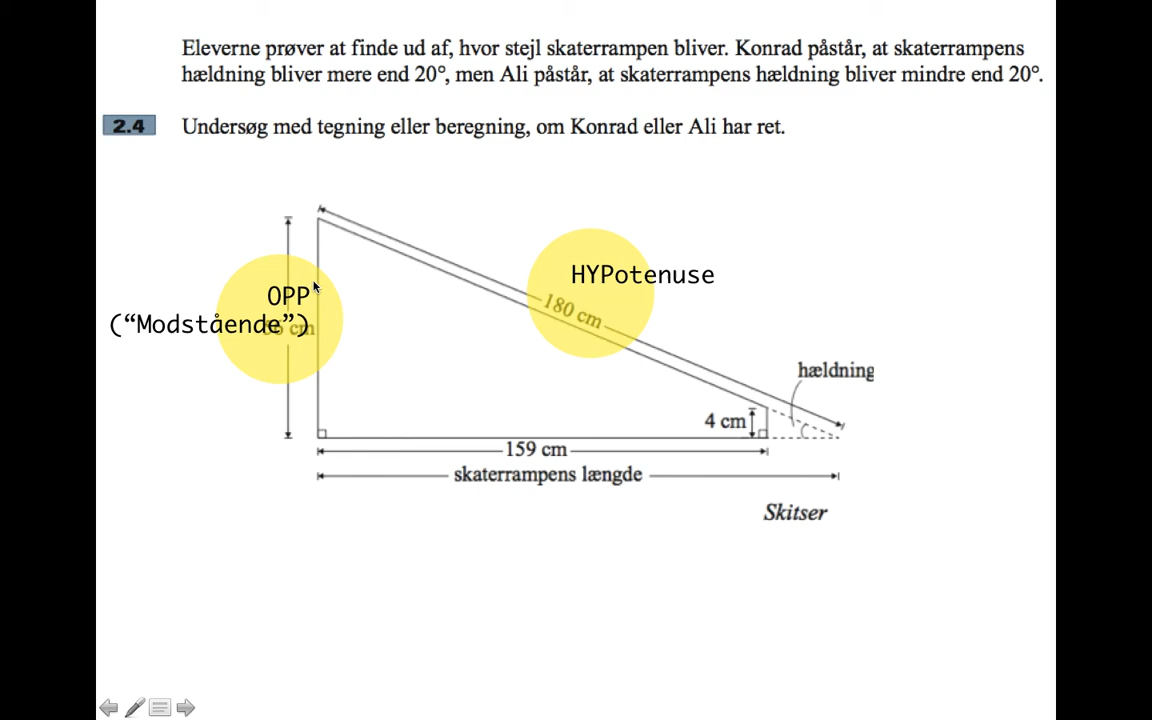 Eleverne prøver at finde ud af, hvor stejl skaterrampen bliver. Konrad påstår, at skaterrampens
hældning bliver mere end 20°, men Ali påstår, at skaterrampens hældning bliver mindre end 20°.
2.4 Undersøg med tegning eller beregning, om Konrad eller Ali har ret.
HYPotenuse
OPP
180 cm
(“Modstående”)
cm
hældning
4 cm
159 cm
skaterrampens længde
Skitser